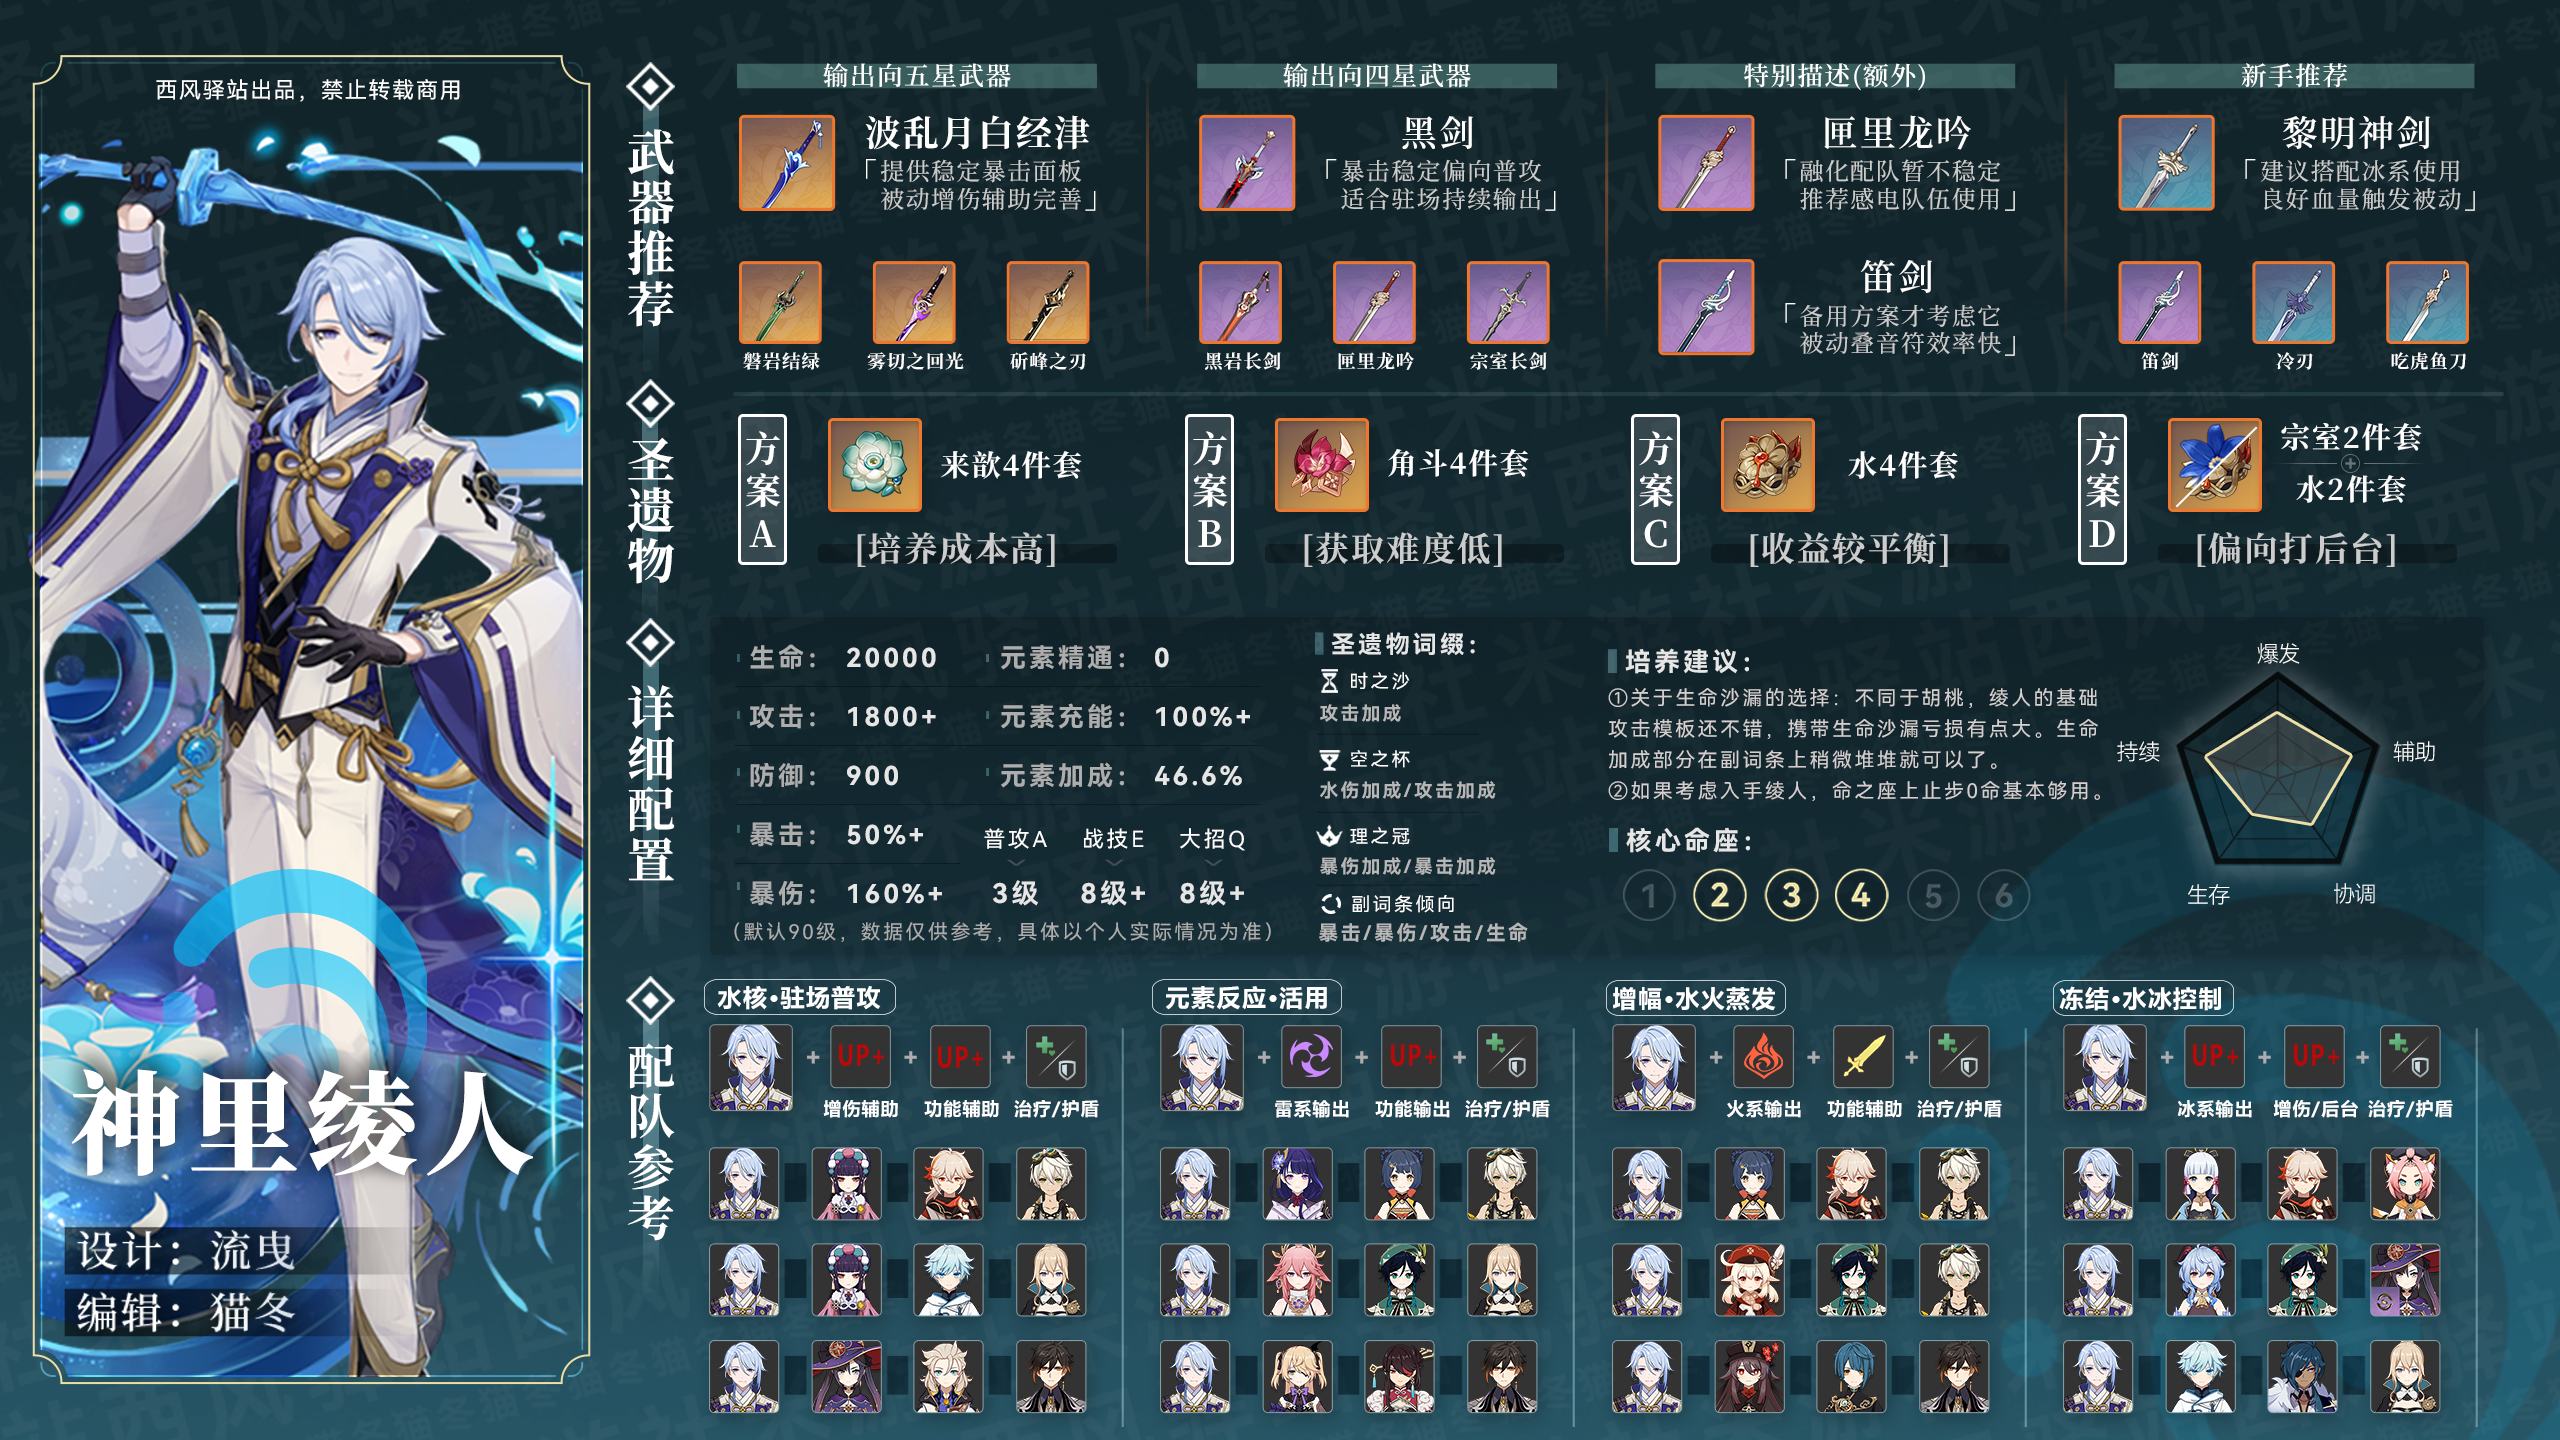 西风驿站出品，禁止转载商用
神里绫人
设计：流曳
编辑：猫冬
武器推荐
输出向五星武器
波乱月白经津
「提供稳定暴击面板
被动增伤辅助完善」
磐岩结绿
雾切之回光
斫峰之刃
输出向四星武器
黑剑
「暴击稳定偏向普攻
适合驻场持续输出」
黑岩长剑
匣里龙吟
宗室长剑
特别描述(额外)
匣里龙吟
「融化配队暂不稳定
推荐感电队伍使用」
笛剑
「备用方案才考虑它
被动叠音符效率快」
新手推荐
黎明神剑
「建议搭配冰系使用
良好血量触发被动」
笛剑
冷刃
吃虎鱼刀
圣遗物
方案A
来歆4件套
[培养成本高]
方案B
角斗4件套
[获取难度低]
方案C
水4件套
[收益较平衡]
方案D
宗室2件套
水2件套
[偏向打后台]
详细配置
生命：20000
元素精通：0
攻击：1800+
元素充能：100%+
防御：900
元素加成：46.6%
暴击：50%+
普攻A 战技E 大招Q
暴伤：160%+
3级 8级+ 8级+
(默认90级，数据仅供参考，具体以个人实际情况为准)
圣遗物词缀：
时之沙
攻击加成
空之杯
水伤加成/攻击加成
理之冠
暴伤加成/暴击加成
副词条倾向
暴击/暴伤/攻击/生命
培养建议：
①关于生命沙漏的选择：不同于胡桃，绫人的基础
攻击模板还不错，携带生命沙漏亏损有点大。生命
加成部分在副词条上稍微堆堆就可以了。
②如果考虑入手绫人，命之座上止步0命基本够用。
核心命座：
1 2 3 4 5 6
爆发
持续
辅助
生存
协调
配队参考
水核•驻场普攻
UP+
UP+
增伤辅助
功能辅助
治疗/护盾
元素反应•活用
UP+
雷系输出
功能输出
治疗/护盾
增幅•水火蒸发
火系输出
功能辅助
治疗/护盾
冻结•水冰控制
UP+
UP+
冰系输出
增伤/后台
治疗/护盾